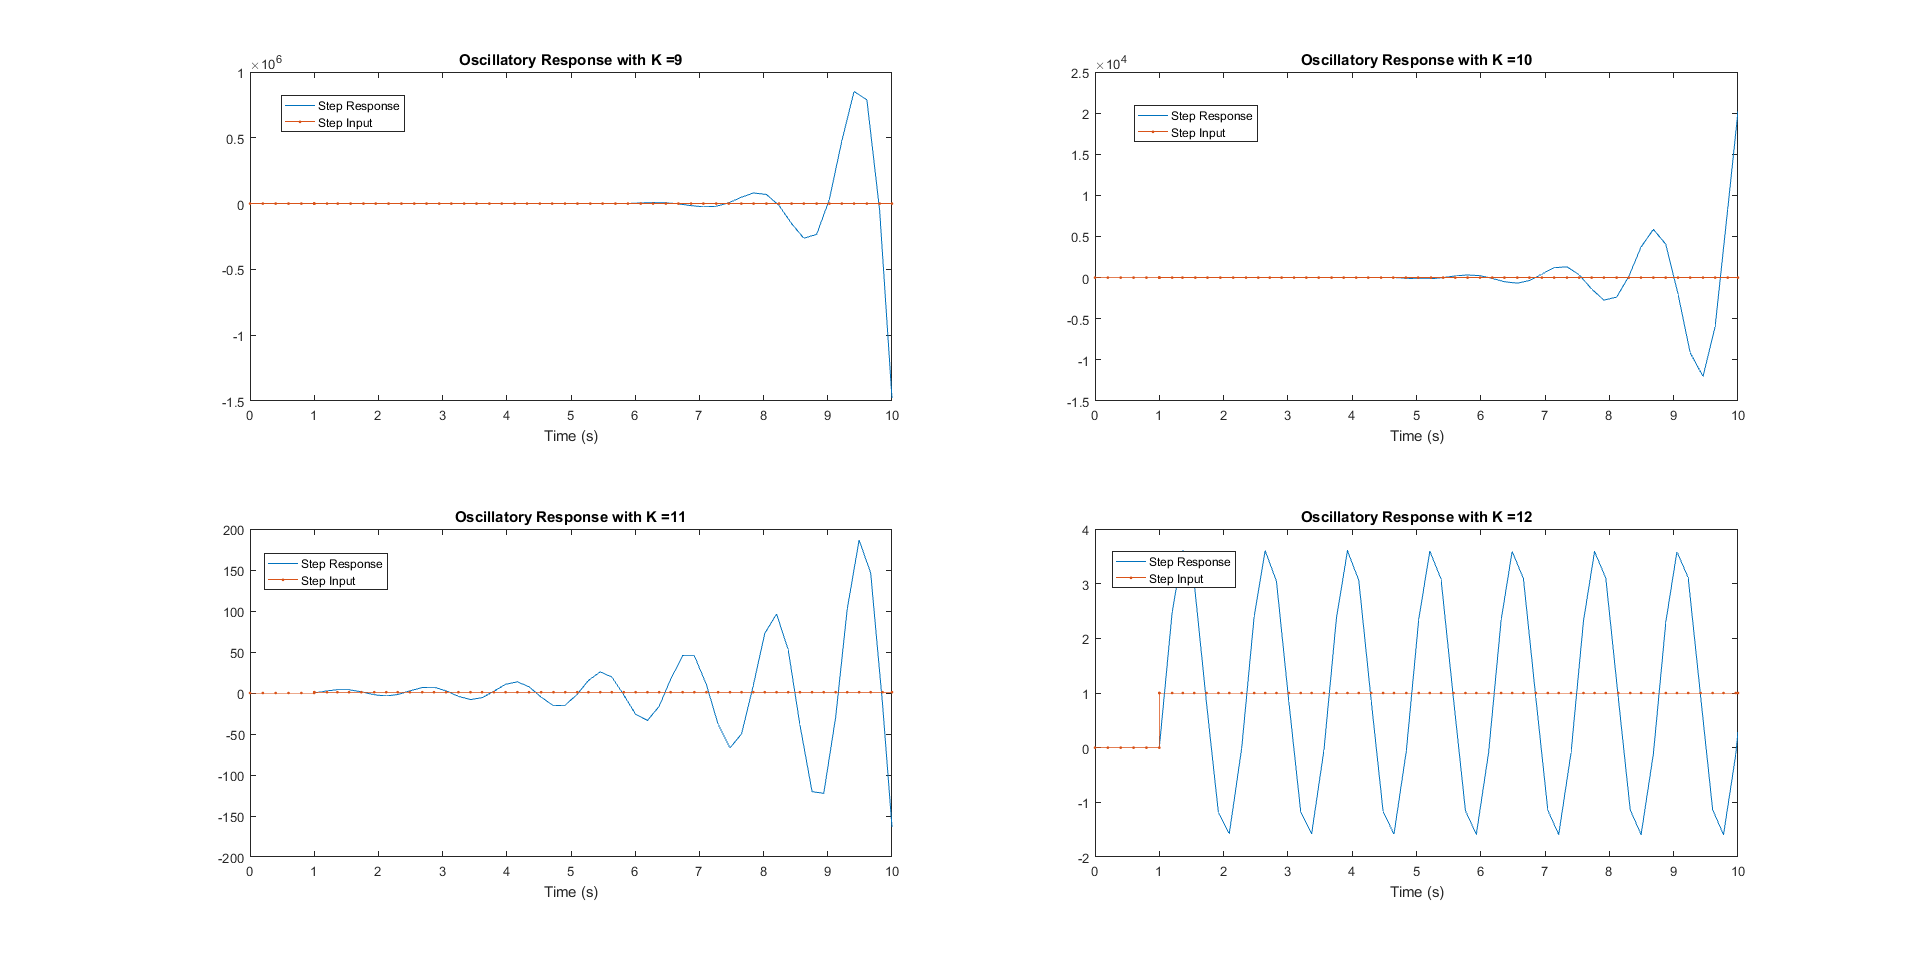 Oscillatory Response with K =9
×10^6
1
0.5
0
-0.5
-1
-1.5
Step Response
Step Input
0 1 2 3 4 5 6 7 8 9 10
Time (s)
Oscillatory Response with K =10
×10^4
2.5
2
1.5
1
0.5
0
-0.5
-1
-1.5
Step Response
Step Input
0 1 2 3 4 5 6 7 8 9 10
Time (s)
Oscillatory Response with K =11
200
150
100
50
0
-50
-100
-150
-200
Step Response
Step Input
0 1 2 3 4 5 6 7 8 9 10
Time (s)
Oscillatory Response with K =12
4
3
2
1
0
-1
-2
Step Response
Step Input
0 1 2 3 4 5 6 7 8 9 10
Time (s)